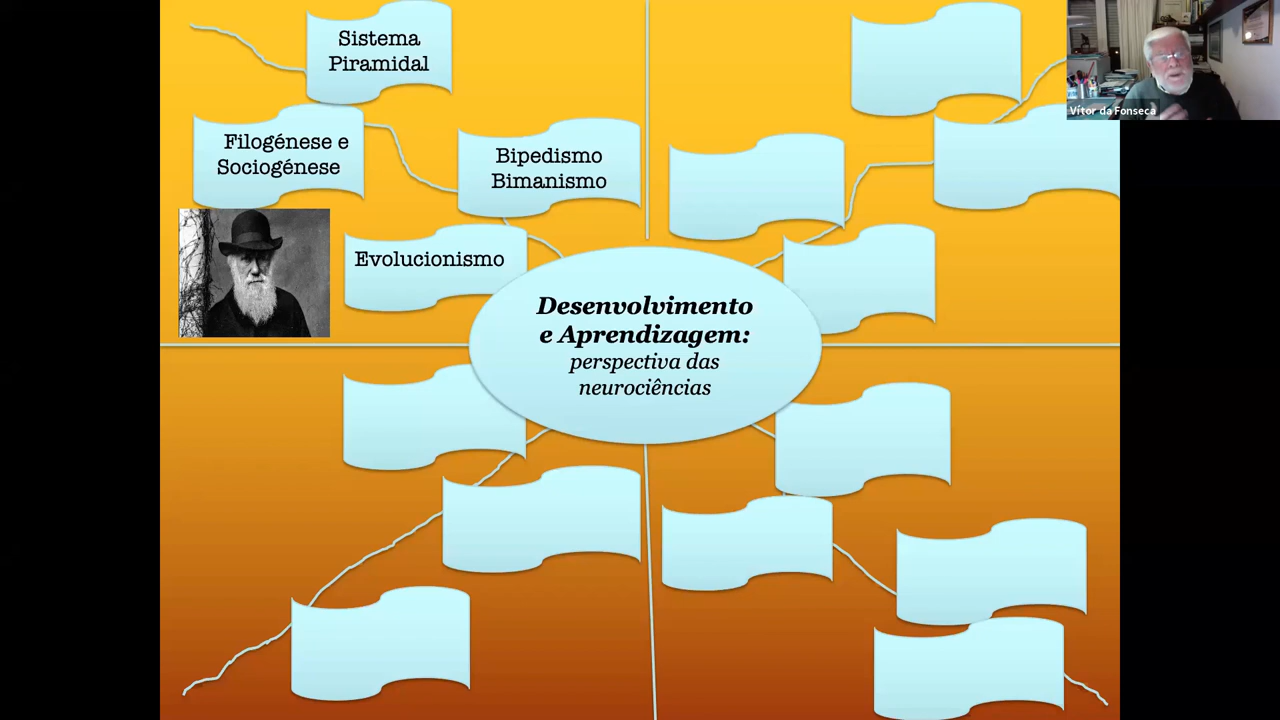 Sistema
Piramidal
Filogénese e
Sociogénese
Bipedismo
Bimanismo
Evolucionismo
Desenvolvimento
e Aprendizagem:
perspectiva das
neurociências
Vítor da Fonseca